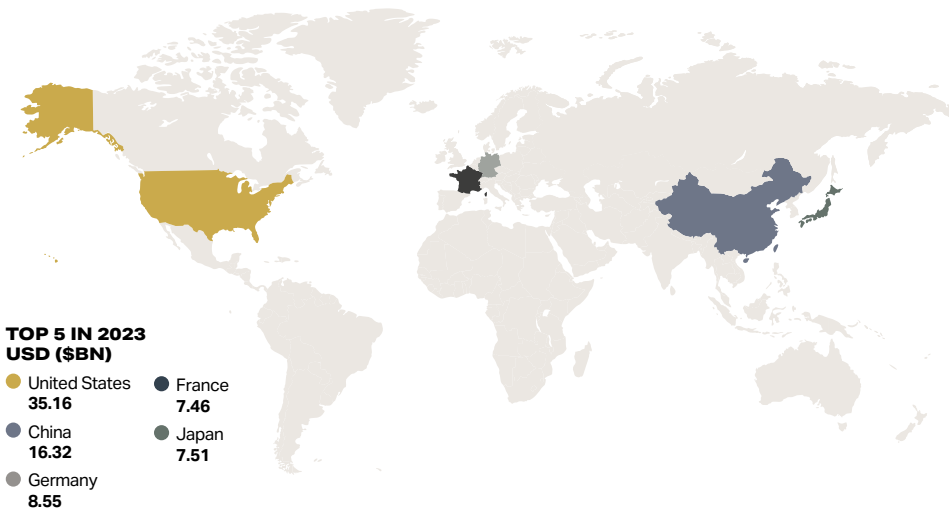 TOP 5 IN 2023
USD ($BN)
United States
35.16
China
16.32
Germany
8.55
France
7.46
Japan
7.51